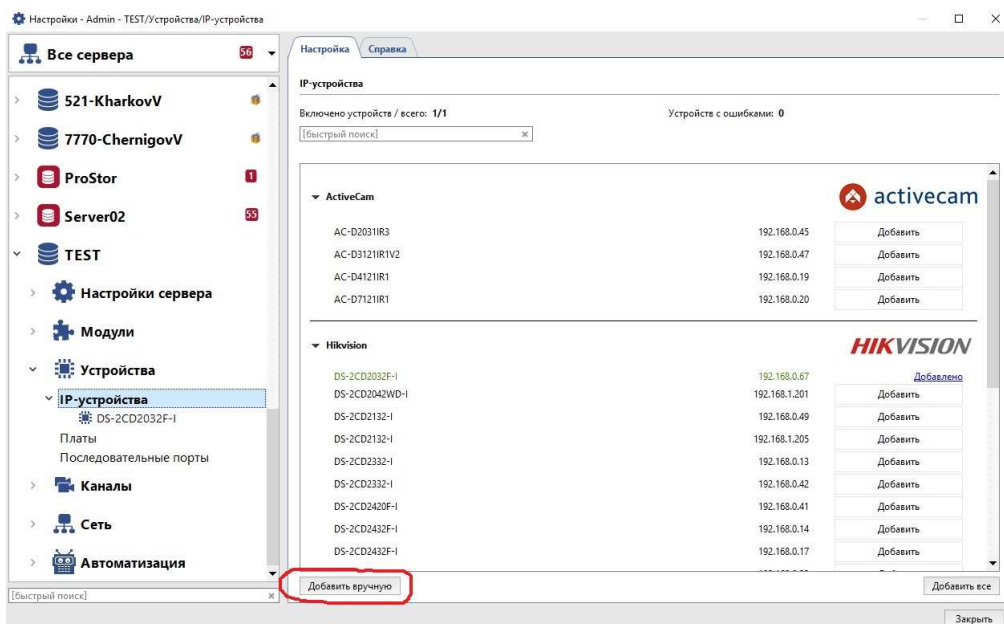 Настройки - Admin - TEST/Устройства/IP-устройства
Все сервера 56
521-KharkovV
7770-ChernigovV
ProStor 1
Server02 55
TEST
Настройки сервера
Модули
Устройства
IP-устройства
DS-2CD2032F-I
Платы
Последовательные порты
Каналы
Сеть
Автоматизация
[быстрый поиск]
Настройка Справка
IP-устройства
Включено устройств / всего: 1/1 Устройств с ошибками: 0
[быстрый поиск]
ActiveCam activecam
AC-D2031IR3 192.168.0.45 Добавить
AC-D3121IR1V2 192.168.0.47 Добавить
AC-D4121IR1 192.168.0.19 Добавить
AC-D7121IR1 192.168.0.20 Добавить
Hikvision HIKVISION
DS-2CD2032F-I 192.168.0.67 Добавлено
DS-2CD2042WD-I 192.168.1.201 Добавить
DS-2CD2132-I 192.168.0.49 Добавить
DS-2CD2132-I 192.168.1.205 Добавить
DS-2CD2332-I 192.168.0.13 Добавить
DS-2CD2332-I 192.168.0.42 Добавить
DS-2CD2420F-I 192.168.0.41 Добавить
DS-2CD2432F-I 192.168.0.14 Добавить
DS-2CD2432F-I 192.168.0.17 Добавить
Добавить вручную Добавить все
Закрыть